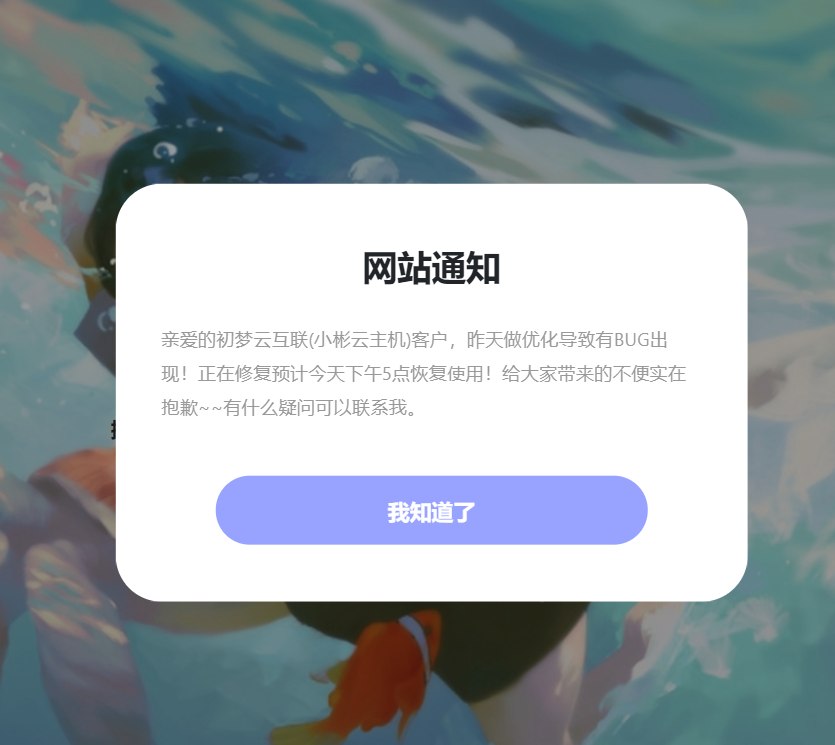 网站通知
亲爱的初梦云互联(小彬云主机)客户，昨天做优化导致有BUG出
现！正在修复预计今天下午5点恢复使用！给大家带来的不便实在
抱歉~~有什么疑问可以联系我。
我知道了